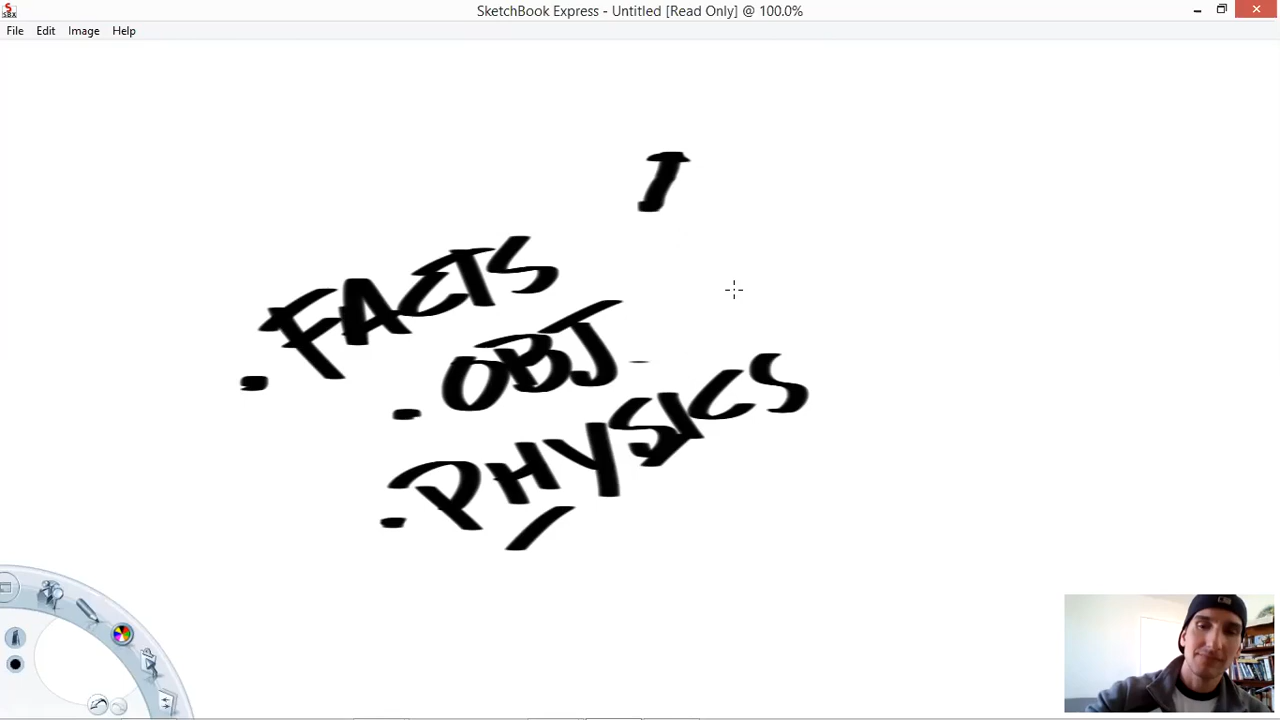 SketchBook Express - Untitled [Read Only] @ 100.0%
File Edit Image Help
I
. FACTS
. OBJ
. PHYSICS